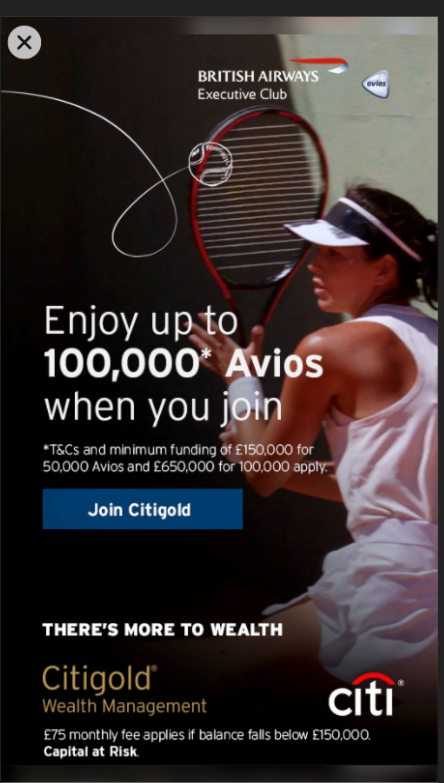 BRITISH AIRWAYS
Executive Club
avios
Enjoy up to
100,000* Avios
when you join
*T&Cs and minimum funding of £150,000 for
50,000 Avios and £650,000 for 100,000 apply.
Join Citigold
THERE'S MORE TO WEALTH
Citigold®
Wealth Management
citi®
£75 monthly fee applies if balance falls below £150,000.
Capital at Risk.